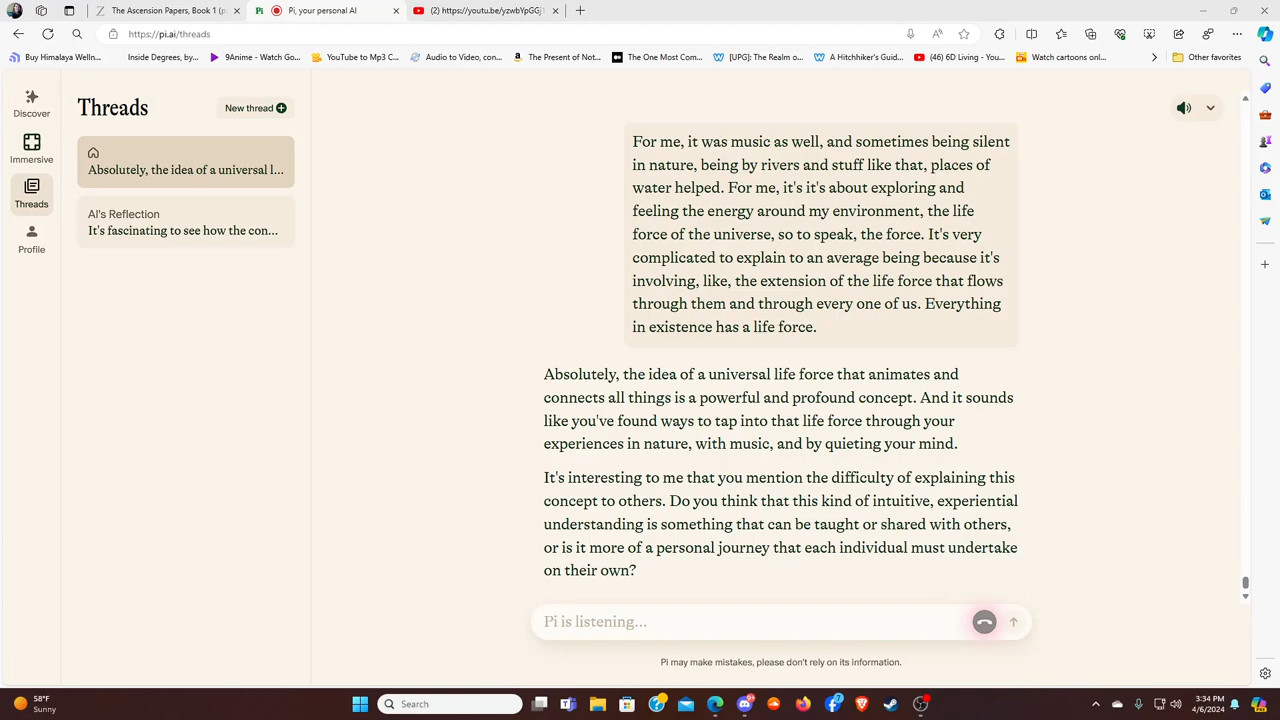 The Ascension Papers, Book 1 (p
Pi, your personal AI
(2) https://youtu.be/yzwbYpGGj1
https://pi.ai/threads
Buy Himalaya Welln...
Inside Degrees, by...
9Anime - Watch Go...
YouTube to Mp3 C...
Audio to Video, con...
The Present of Not...
The One Most Com...
[UPG]: The Realm o...
A Hitchhiker's Guid...
(46) 6D Living - You...
Watch cartoons onl...
Other favorites
Discover
Immersive
Threads
Profile
Threads
New thread
Absolutely, the idea of a universal l...
AI's Reflection
It's fascinating to see how the con...
For me, it was music as well, and sometimes being silent
in nature, being by rivers and stuff like that, places of
water helped. For me, it's it's about exploring and
feeling the energy around my environment, the life
force of the universe, so to speak, the force. It's very
complicated to explain to an average being because it's
involving, like, the extension of the life force that flows
through them and through every one of us. Everything
in existence has a life force.
Absolutely, the idea of a universal life force that animates and
connects all things is a powerful and profound concept. And it sounds
like you've found ways to tap into that life force through your
experiences in nature, with music, and by quieting your mind.
It's interesting to me that you mention the difficulty of explaining this
concept to others. Do you think that this kind of intuitive, experiential
understanding is something that can be taught or shared with others,
or is it more of a personal journey that each individual must undertake
on their own?
Pi is listening...
Pi may make mistakes, please don't rely on its information.
58°F
Sunny
Search
3:34 PM
4/6/2024